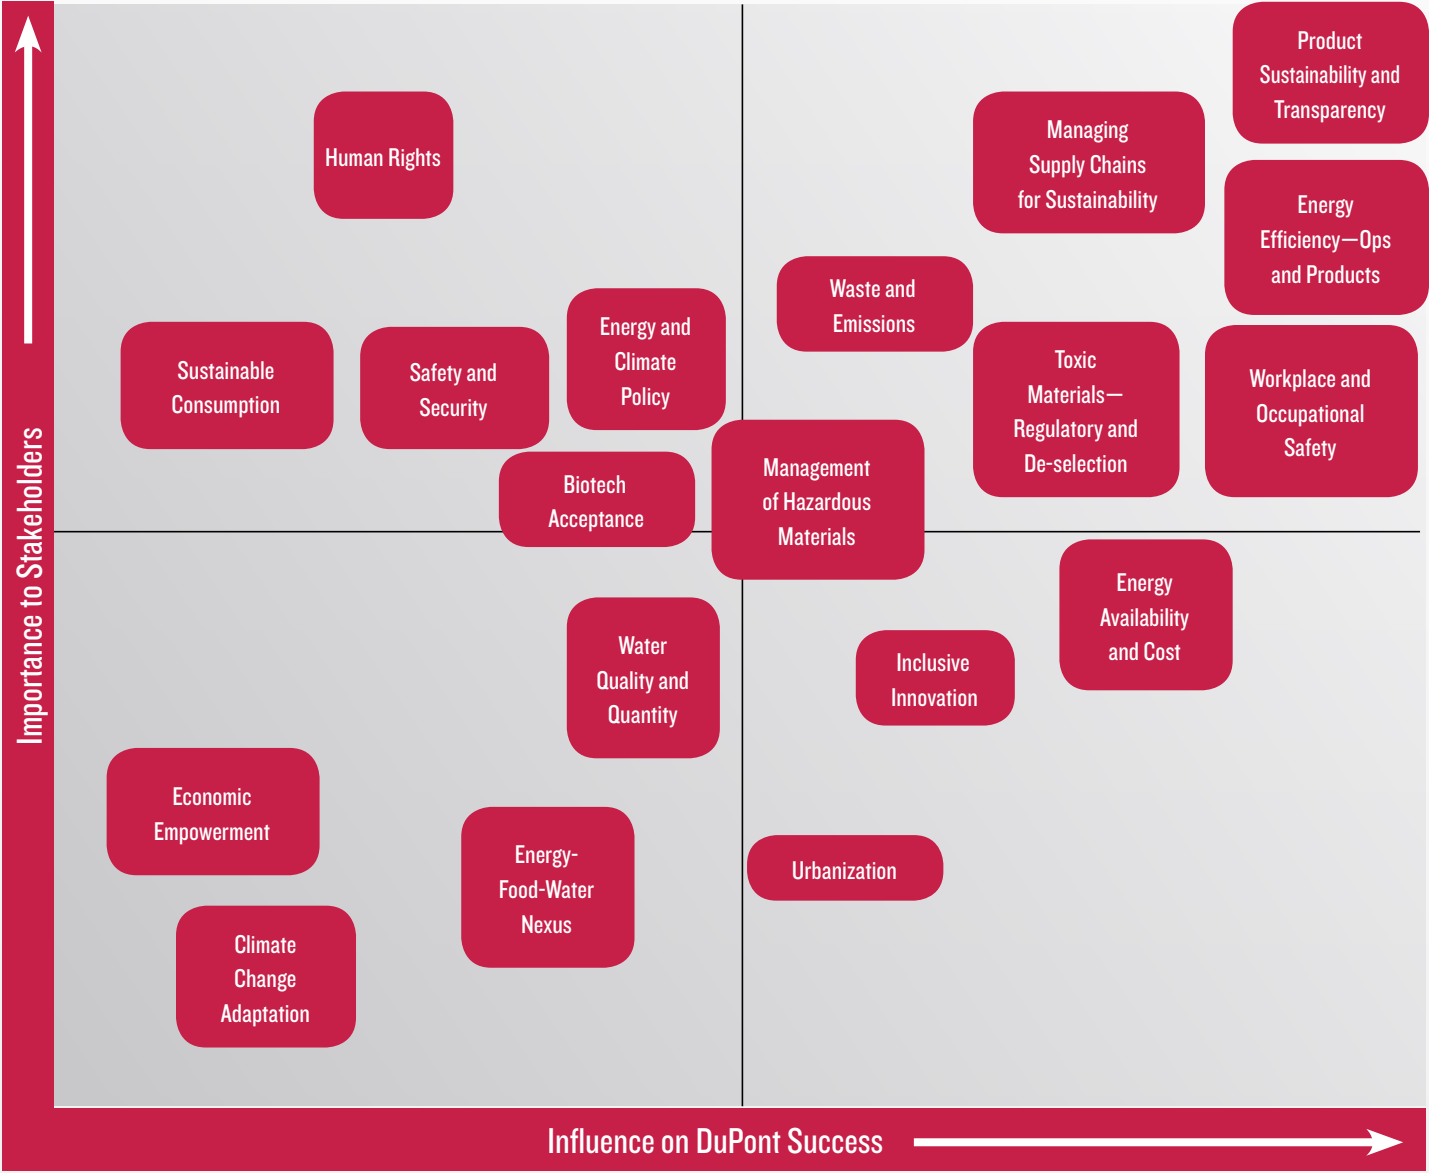 Product
Sustainability and
Transparency
Managing
Supply Chains
for Sustainability
Human Rights
Energy
Efficiency—Ops
and Products
Waste and
Emissions
Energy and
Climate
Policy
Sustainable
Consumption
Safety and
Security
Toxic
Materials—
Regulatory and
De-selection
Workplace and
Occupational
Safety
Biotech
Acceptance
Management
of Hazardous
Materials
Energy
Availability
and Cost
Water
Quality and
Quantity
Inclusive
Innovation
Economic
Empowerment
Energy-
Food-Water
Nexus
Urbanization
Climate
Change
Adaptation
Importance to Stakeholders
Influence on DuPont Success